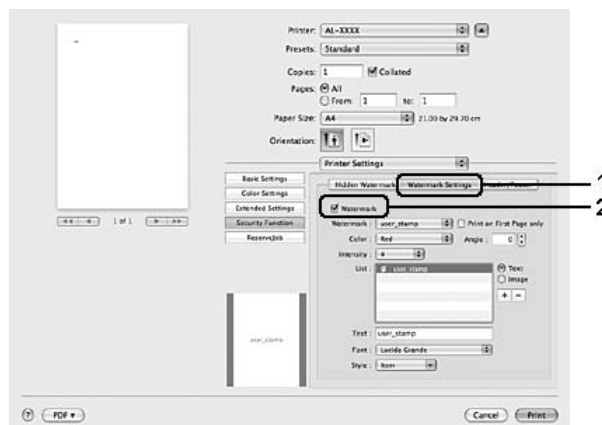 Printer: AL-XXXX
Presets: Standard
Copies: 1 Collated
Pages: All
From: 1 to: 1
Paper Size: A4 21.00 by 29.70 cm
Orientation:
Printer Settings
Basic Settings
Color Settings
Extended Settings
Security Function
ReserveJob
Hidden Watermark Watermark Settings 1
Watermark 2
Watermark: user_stamp Print on First Page only
Color: Red Angle: 0
Intensity: 4
List: user_stamp Text
Image
+ -
Text: user_stamp
Font: Lucida Grande
Style: Item
1 of 1
user_stamp
? PDF Cancel Print